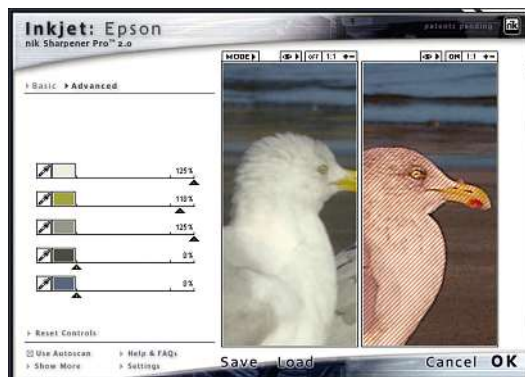 Inkjet: Epson
nik Sharpener Pro™ 2.0
patents pending
nik
MODE
OFF 1:1 +-
ON 1:1 +-
Basic Advanced
125%
110%
125%
0%
0%
Reset Controls
Use Autoscan Help & FAQs
Show More Settings
Save Load Cancel OK